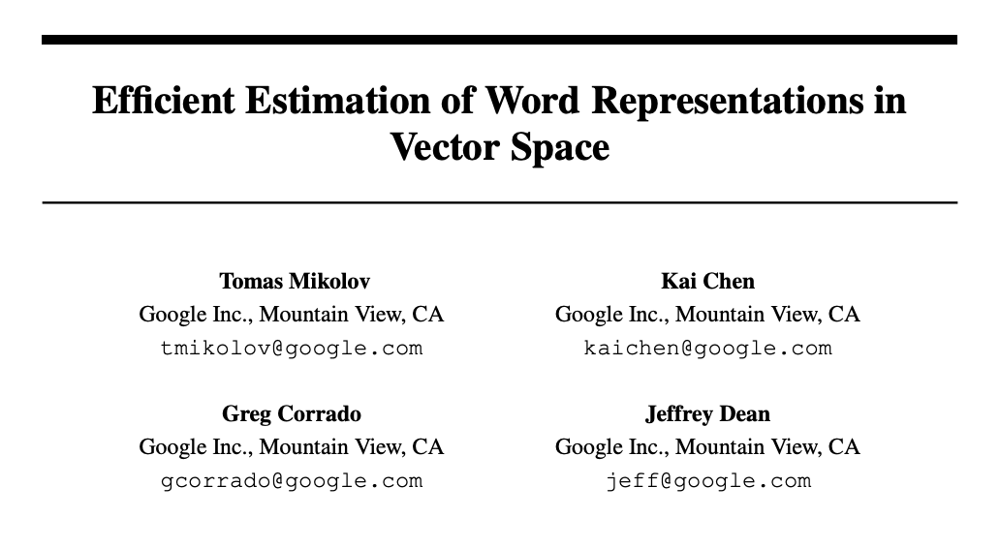 Efficient Estimation of Word Representations in
Vector Space
Tomas Mikolov
Google Inc., Mountain View, CA
tmikolov@google.com
Kai Chen
Google Inc., Mountain View, CA
kaichen@google.com
Greg Corrado
Google Inc., Mountain View, CA
gcorrado@google.com
Jeffrey Dean
Google Inc., Mountain View, CA
jeff@google.com